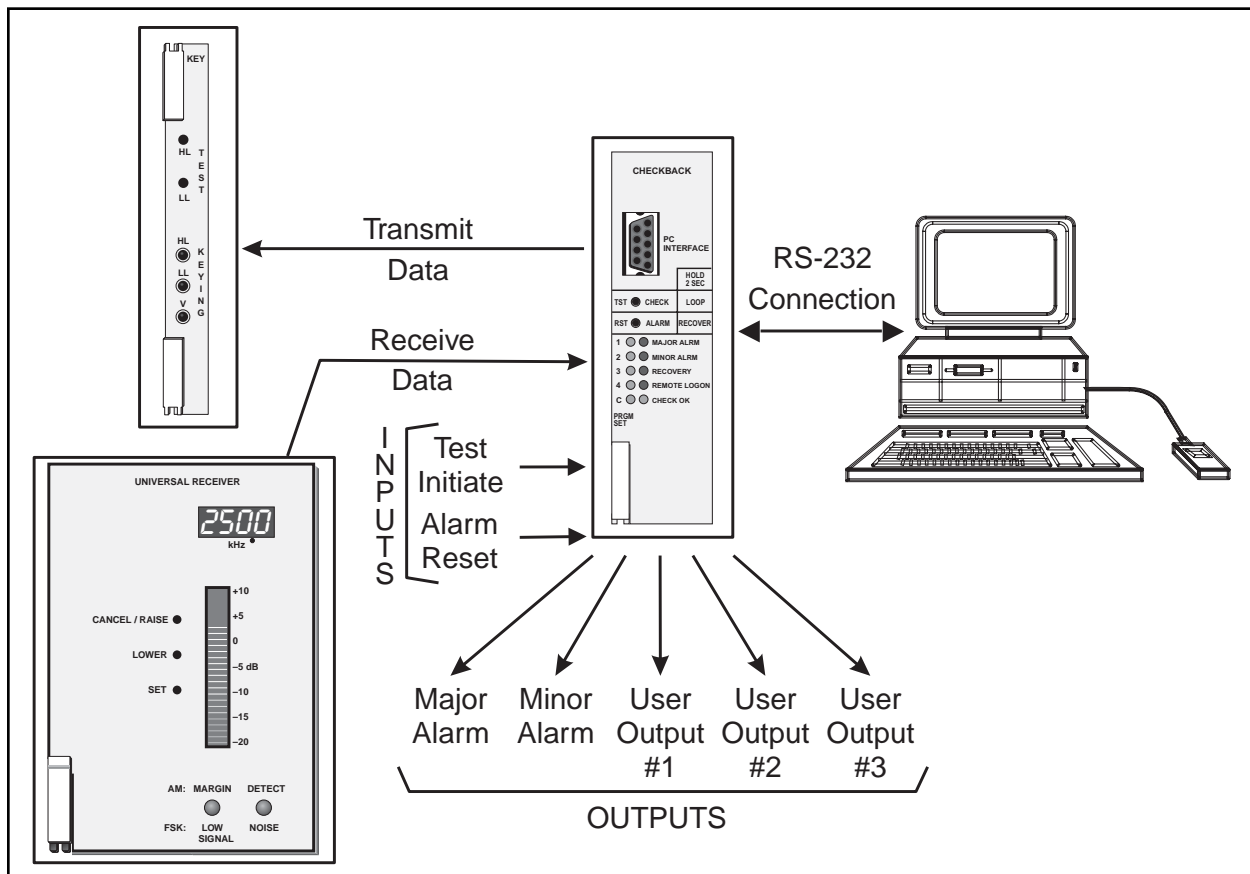 KEY
HL
LL
TEST
HL
LL
V
KEYING
Transmit
Data
Receive
Data
INPUTS
Test
Initiate
Alarm
Reset
CHECKBACK
PC
INTERFACE
HOLD
2 SEC
TST CHECK LOOP
RST ALARM RECOVER
1 MAJOR ALRM
2 MINOR ALRM
3 RECOVERY
4 REMOTE LOGON
C CHECK OK
PRGM
SET
RS-232
Connection
UNIVERSAL RECEIVER
2500
kHz
CANCEL / RAISE
LOWER
SET
+10
+5
0
–5 dB
–10
–15
–20
AM: MARGIN DETECT
FSK: LOW SIGNAL NOISE
Major
Alarm
Minor
Alarm
User
Output
#1
User
Output
#2
User
Output
#3
OUTPUTS